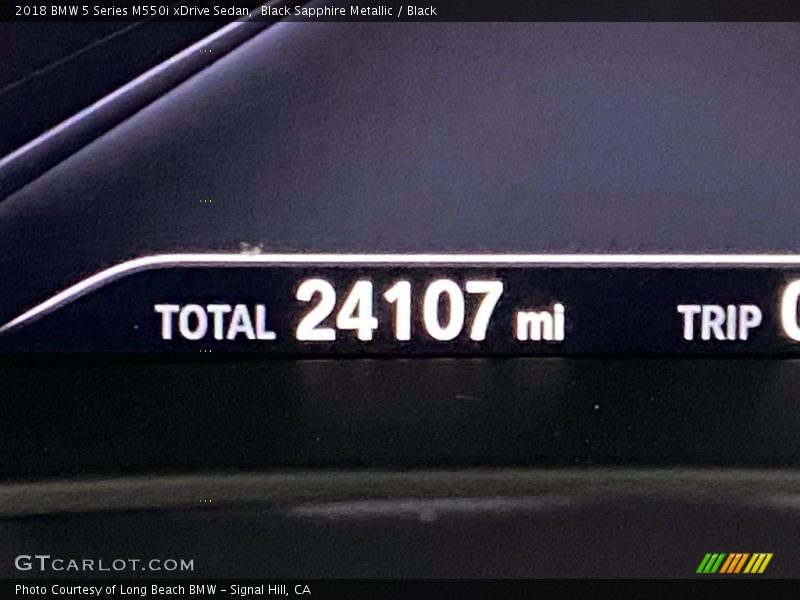 2018 BMW 5 Series M550i xDrive Sedan, Black Sapphire Metallic / Black
TOTAL 24107 mi TRIP 0
GTCARLOT.COM
Photo Courtesy of Long Beach BMW – Signal Hill, CA